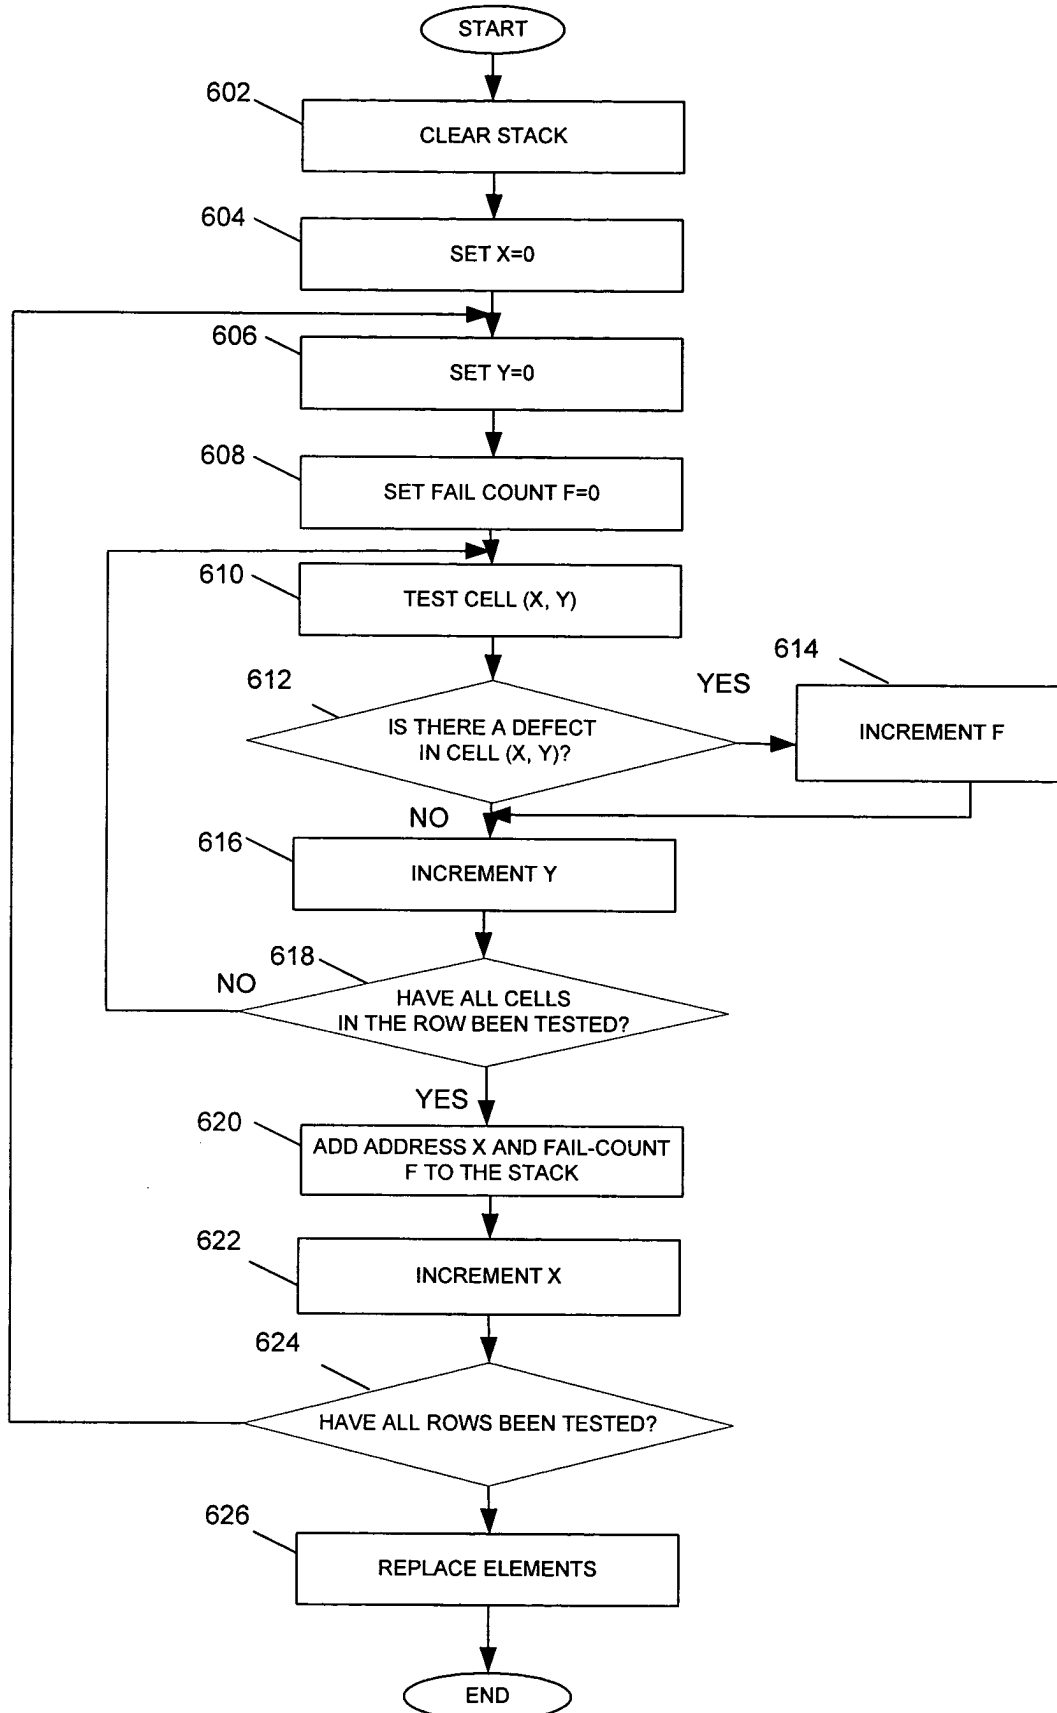 START
602
CLEAR STACK
604
SET X=0
606
SET Y=0
608
SET FAIL COUNT F=0
610
TEST CELL (X, Y)
612
IS THERE A DEFECT
IN CELL (X, Y)?
YES
614
INCREMENT F
NO
616
INCREMENT Y
618
NO
HAVE ALL CELLS
IN THE ROW BEEN TESTED?
YES
620
ADD ADDRESS X AND FAIL-COUNT
F TO THE STACK
622
INCREMENT X
624
HAVE ALL ROWS BEEN TESTED?
626
REPLACE ELEMENTS
END